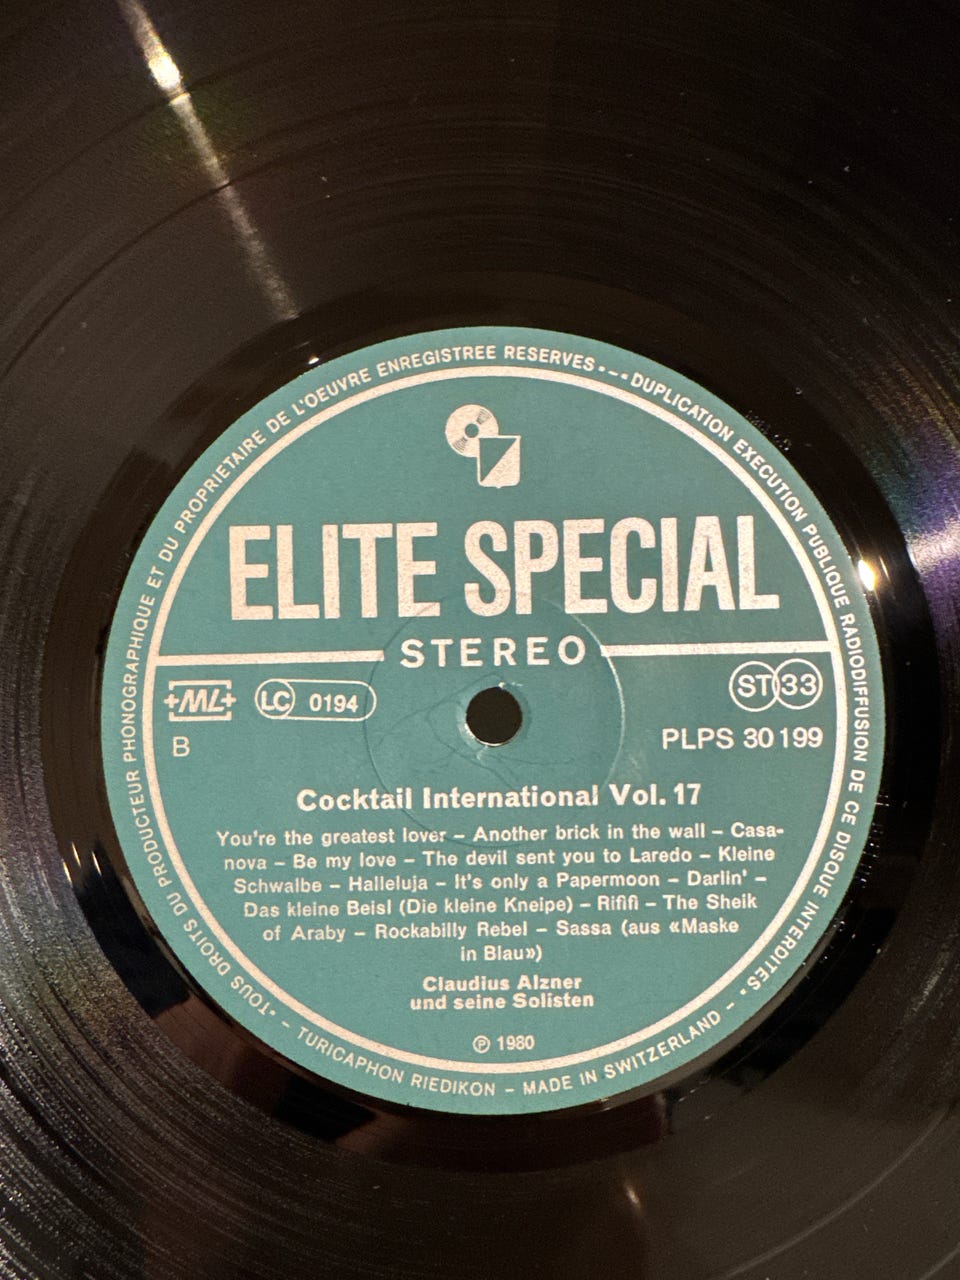 •TOUS DROITS DU PRODUCTEUR PHONOGRAPHIQUE ET DU PROPRIETAIRE DE L'OEUVRE ENREGISTREE RESERVES•–•DUPLICATION EXECUTION PUBLIQUE RADIODIFFUSION DE CE DISQUE INTERDITES•
ELITE SPECIAL
STEREO
+ML+ LC 0194 ST 33
B PLPS 30 199
Cocktail International Vol. 17
You're the greatest lover – Another brick in the wall – Casa-
nova – Be my love – The devil sent you to Laredo – Kleine
Schwalbe – Halleluja – It's only a Papermoon – Darlin' –
Das kleine Beisl (Die kleine Kneipe) – Rififi – The Sheik
of Araby – Rockabilly Rebel – Sassa (aus «Maske
in Blau»)
Claudius Alzner
und seine Solisten
℗ 1980
– TURICAPHON RIEDIKON – MADE IN SWITZERLAND –